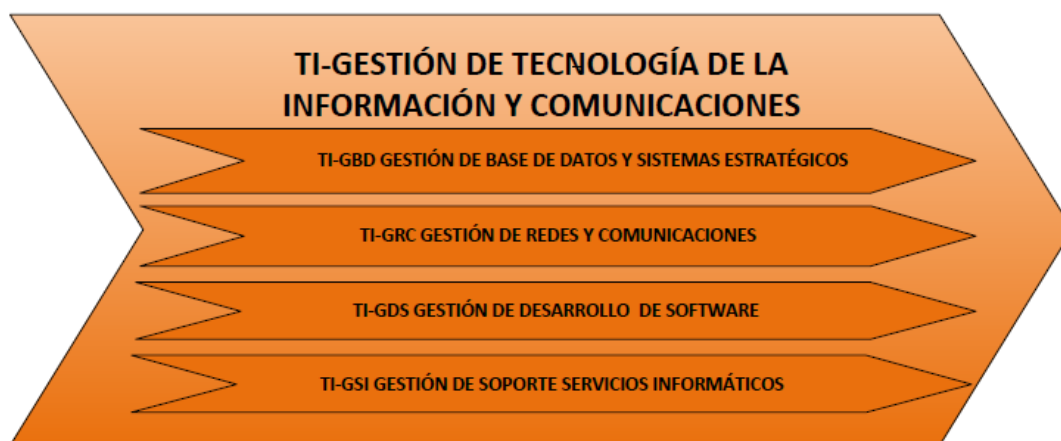 TI-GESTIÓN DE TECNOLOGÍA DE LA
INFORMACIÓN Y COMUNICACIONES
TI-GBD GESTIÓN DE BASE DE DATOS Y SISTEMAS ESTRATÉGICOS
TI-GRC GESTIÓN DE REDES Y COMUNICACIONES
TI-GDS GESTIÓN DE DESARROLLO DE SOFTWARE
TI-GSI GESTIÓN DE SOPORTE SERVICIOS INFORMÁTICOS